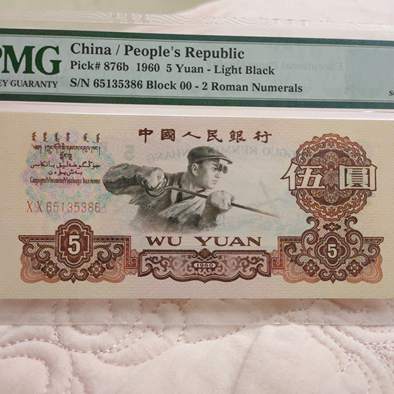 PMG
EY GUARANTY
China / People's Republic
Pick# 876b 1960 5 Yuan - Light Black
S/N 65135386 Block 00 - 2 Roman Numerals
中國人民銀行
伍圓
XX 65135386
5
WU YUAN
5
1960